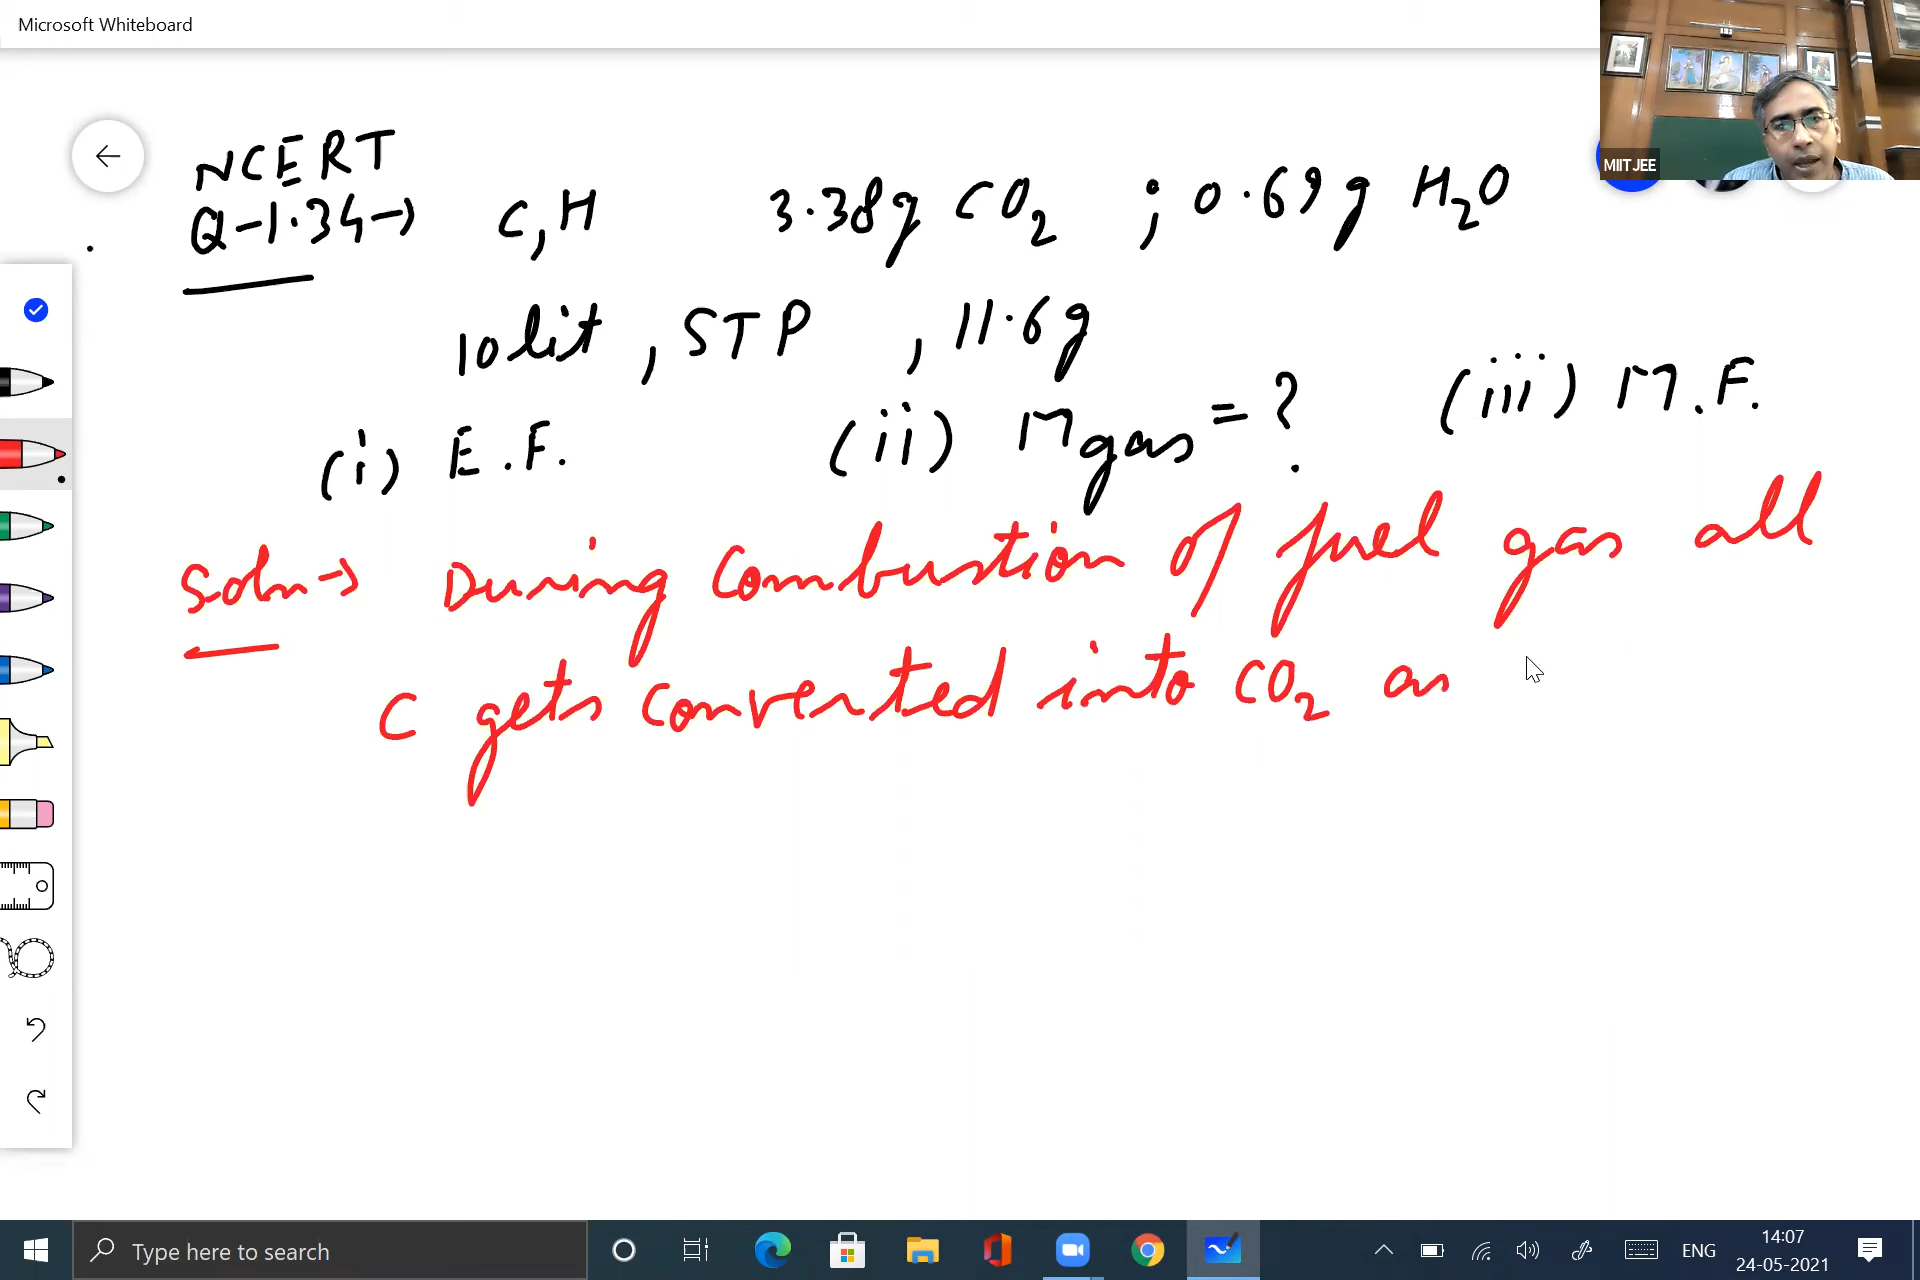 Microsoft Whiteboard
MIIT JEE
NCERT
Q-1.34→ C,H 3.38g CO2 ; 0.69g H2O
10 lit , STP , 11.6g
(i) E.F. (ii) Mgas = ? (iii) M.F.
Soln→ During Combustion of fuel gas all
C gets converted into CO2 as
Type here to search
ENG
14:07
24-05-2021